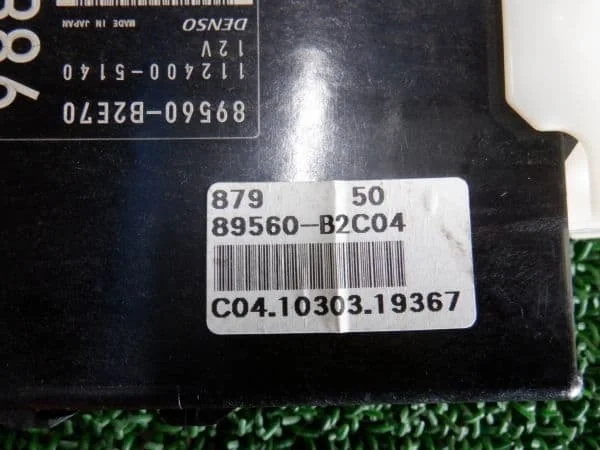 DENSO
MADE IN JAPAN
12V
112400-5140
89560-B2E70
879 50
89560-B2C04
C04.10303.19367